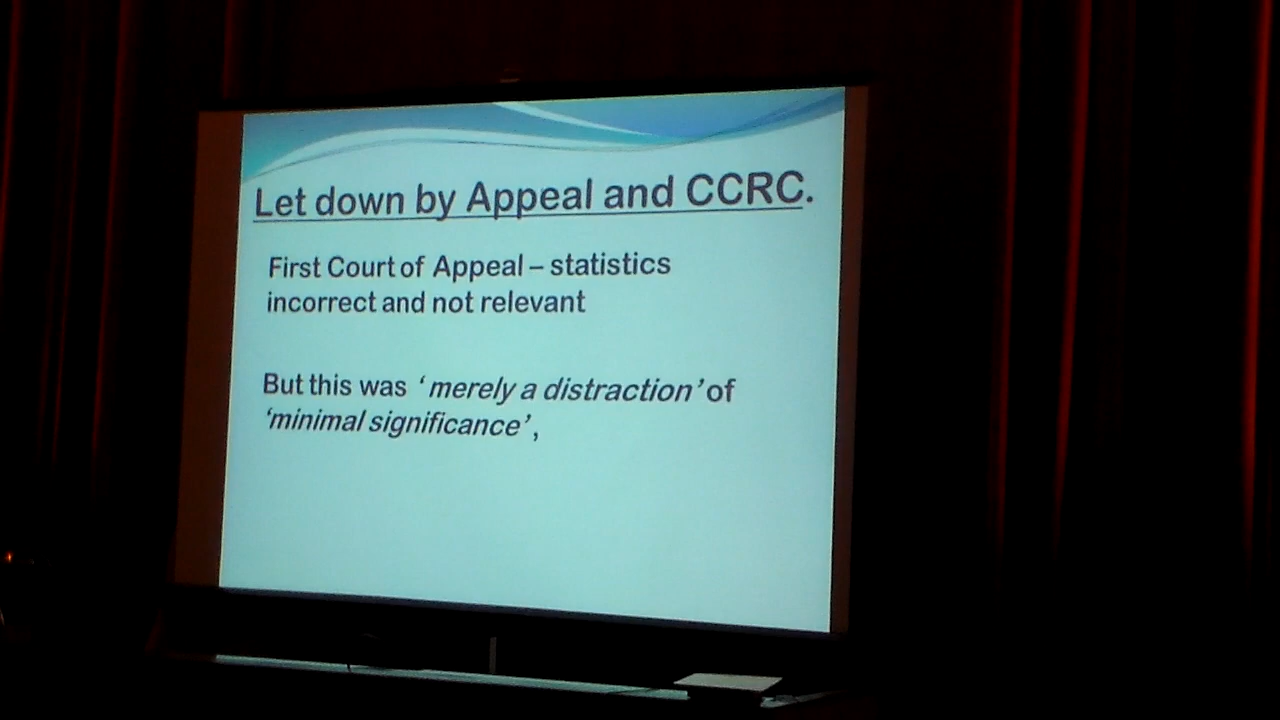 Let down by Appeal and CCRC.
First Court of Appeal – statistics
incorrect and not relevant
But this was ‘ merely a distraction’ of
‘minimal significance’ ,